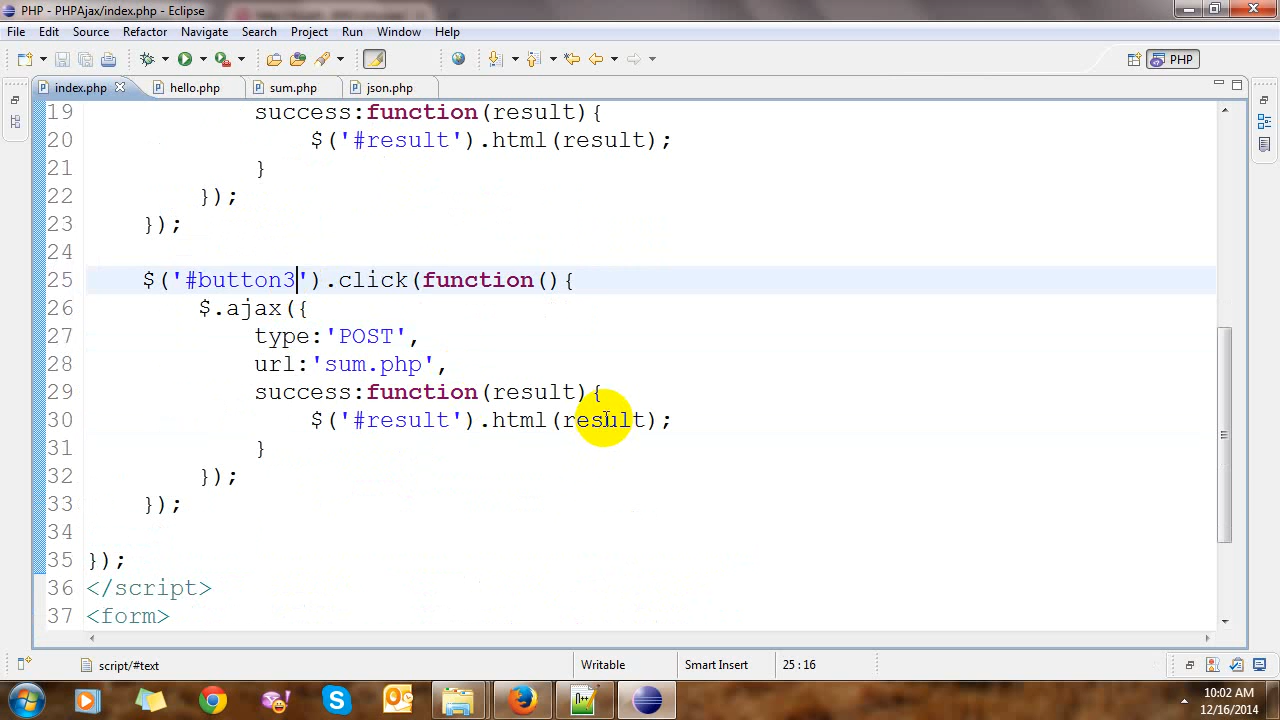 PHP - PHPAjax/index.php - Eclipse
File Edit Source Refactor Navigate Search Project Run Window Help
PHP
index.php hello.php sum.php json.php
19 success:function(result){
20 $('#result').html(result);
21 }
22 });
23 });
24
25 $('#button3').click(function(){
26 $.ajax({
27 type:'POST',
28 url:'sum.php',
29 success:function(result){
30 $('#result').html(result);
31 }
32 });
33 });
34
35 });
36 </script>
37 <form>
script/#text Writable Smart Insert 25 : 16
10:02 AM
12/16/2014